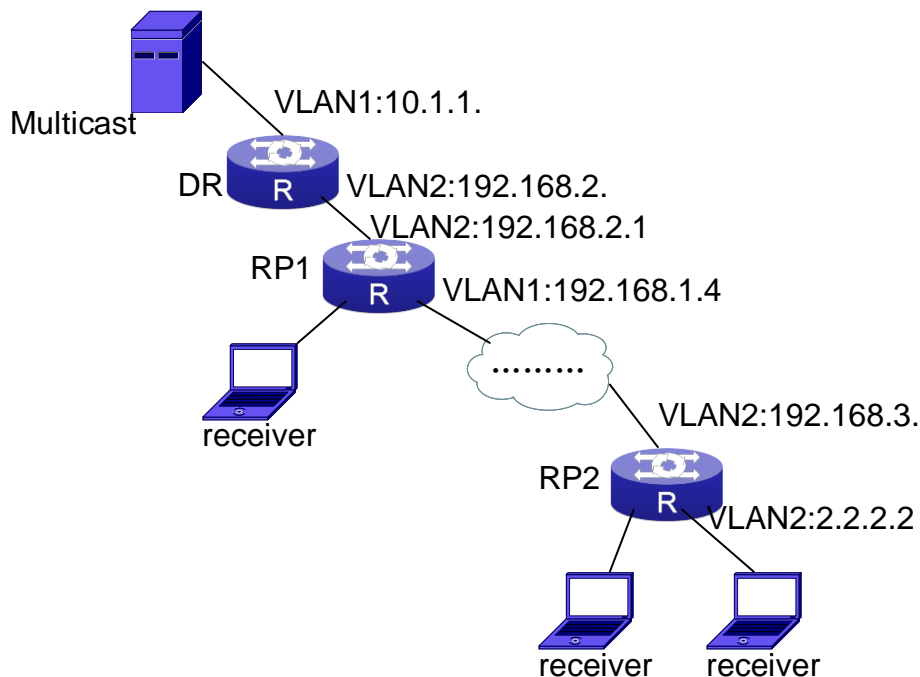 VLAN1:10.1.1.
Multicast
DR
R
VLAN2:192.168.2.
VLAN2:192.168.2.1
RP1
R
VLAN1:192.168.1.4
.........
receiver
VLAN2:192.168.3.
RP2
R
VLAN2:2.2.2.2
receiver
receiver